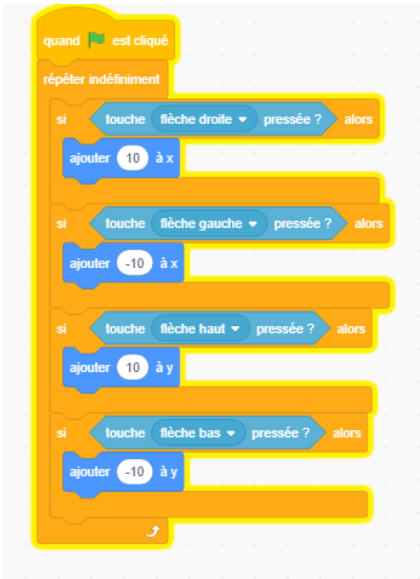 quand est cliqué
répéter indéfiniment
si touche flèche droite pressée ? alors
ajouter 10 à x
si touche flèche gauche pressée ? alors
ajouter -10 à x
si touche flèche haut pressée ? alors
ajouter 10 à y
si touche flèche bas pressée ? alors
ajouter -10 à y